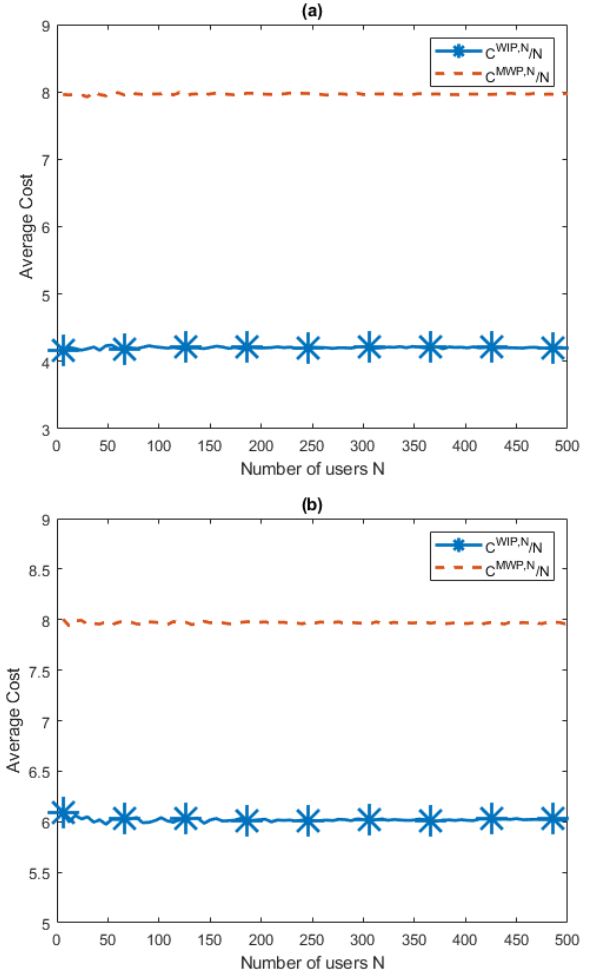 (a)
9
8
7
6
5
4
3
Average Cost
C^WIP,N/N
C^MWP,N/N
0 50 100 150 200 250 300 350 400 450 500
Number of users N
(b)
9
8.5
8
7.5
7
6.5
6
5.5
5
Average Cost
C^WIP,N/N
C^MWP,N/N
0 50 100 150 200 250 300 350 400 450 500
Number of users N